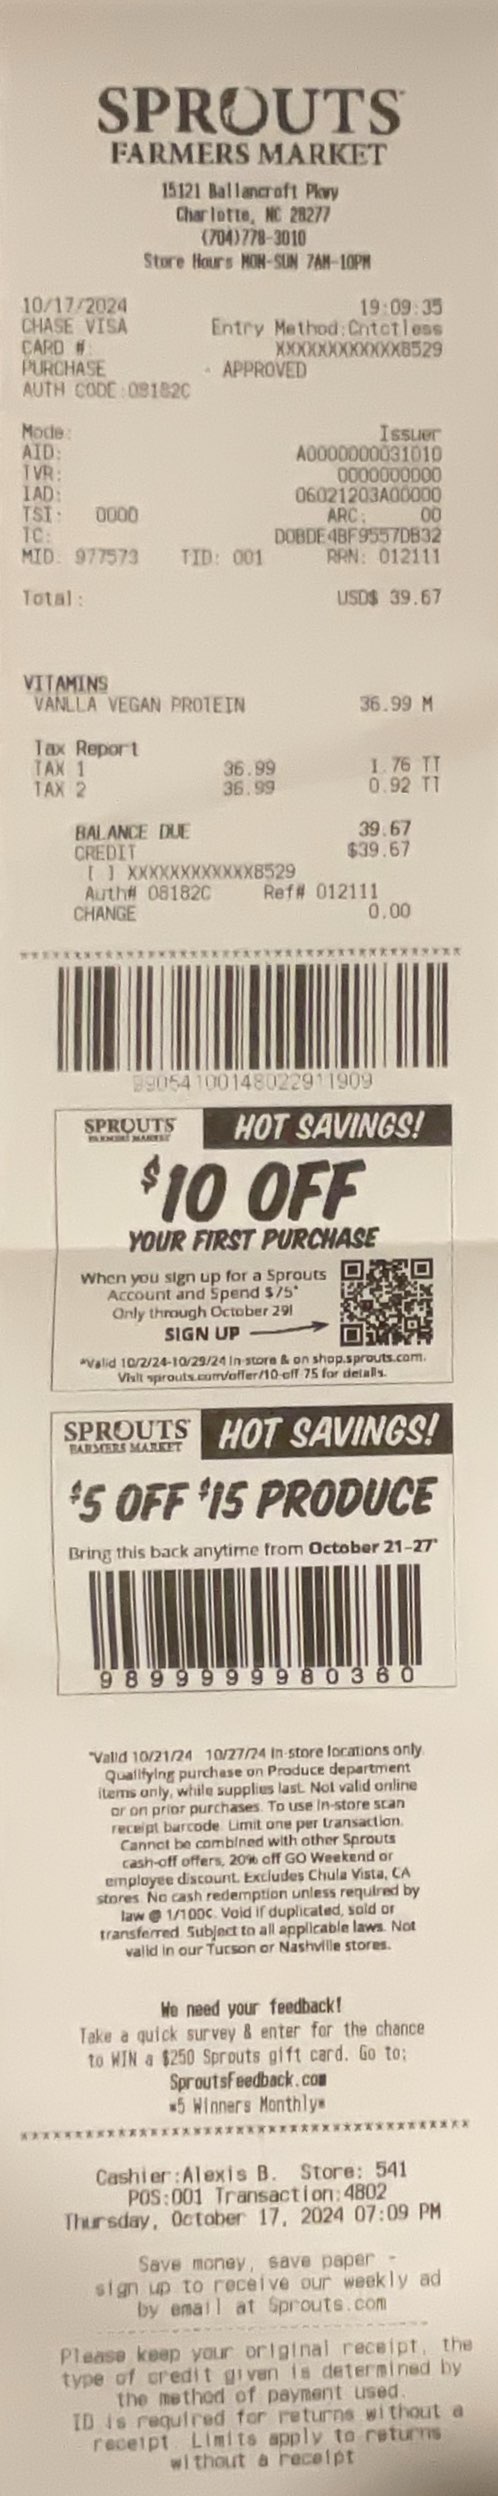 SPROUTS
FARMERS MARKET
15121 Ballancroft Pkwy
Charlotte, NC 28277
(704)778-3010
Store Hours MON-SUN 7AM-10PM
10/17/2024 19:09:35
CHASE VISA Entry Method:Cntctless
CARD #: XXXXXXXXXXXX8529
PURCHASE - APPROVED
AUTH CODE:08182C
Mode: Issuer
AID: A0000000031010
TVR: 0000000000
IAD: 06021203A00000
TSI: 0000 ARC: 00
TC: D0BDE4BF9557DB32
MID: 977573 TID: 001 RRN: 012111
Total: USD$ 39.67
VITAMINS
VANLLA VEGAN PROTEIN 36.99 M
Tax Report
TAX 1 36.99 1.76 TT
TAX 2 36.99 0.92 TT
BALANCE DUE 39.67
CREDIT $39.67
[ ] XXXXXXXXXXXX8529
Auth# 08182C Ref# 012111
CHANGE 0.00
****************************************
99054100148022911909
SPROUTS FARMERS MARKET HOT SAVINGS!
$10 OFF
YOUR FIRST PURCHASE
When you sign up for a Sprouts
Account and Spend $75*
Only through October 29!
SIGN UP
*Valid 10/2/24-10/29/24 in-store & on shop.sprouts.com.
Visit sprouts.com/offer/10-off 75 for details.
SPROUTS FARMERS MARKET HOT SAVINGS!
$5 OFF $15 PRODUCE
Bring this back anytime from October 21-27*
9899999980360
*Valid 10/21/24 10/27/24 in-store locations only.
Qualifying purchase on Produce department
items only, while supplies last. Not valid online
or on prior purchases. To use in-store scan
receipt barcode. Limit one per transaction.
Cannot be combined with other Sprouts
cash-off offers, 20% off GO Weekend or
employee discount. Excludes Chula Vista, CA
stores. No cash redemption unless required by
law @ 1/100¢. Void if duplicated, sold or
transferred. Subject to all applicable laws. Not
valid in our Tucson or Nashville stores.
We need your feedback!
Take a quick survey & enter for the chance
to WIN a $250 Sprouts gift card. Go to:
SproutsFeedback.com
*5 Winners Monthly*
****************************************
Cashier:Alexis B. Store: 541
POS:001 Transaction:4802
Thursday, October 17, 2024 07:09 PM
Save money, save paper -
sign up to receive our weekly ad
by email at Sprouts.com
--------------------------------
Please keep your original receipt, the
type of credit given is determined by
the method of payment used.
ID is required for returns without a
receipt. Limits apply to returns
without a receipt